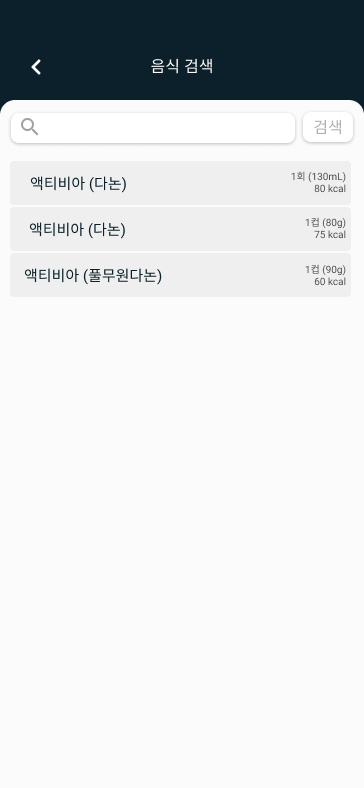 음식 검색
검색
액티비아 (다논)
1회 (130mL)
80 kcal
액티비아 (다논)
1컵 (80g)
75 kcal
액티비아 (풀무원다논)
1컵 (90g)
60 kcal